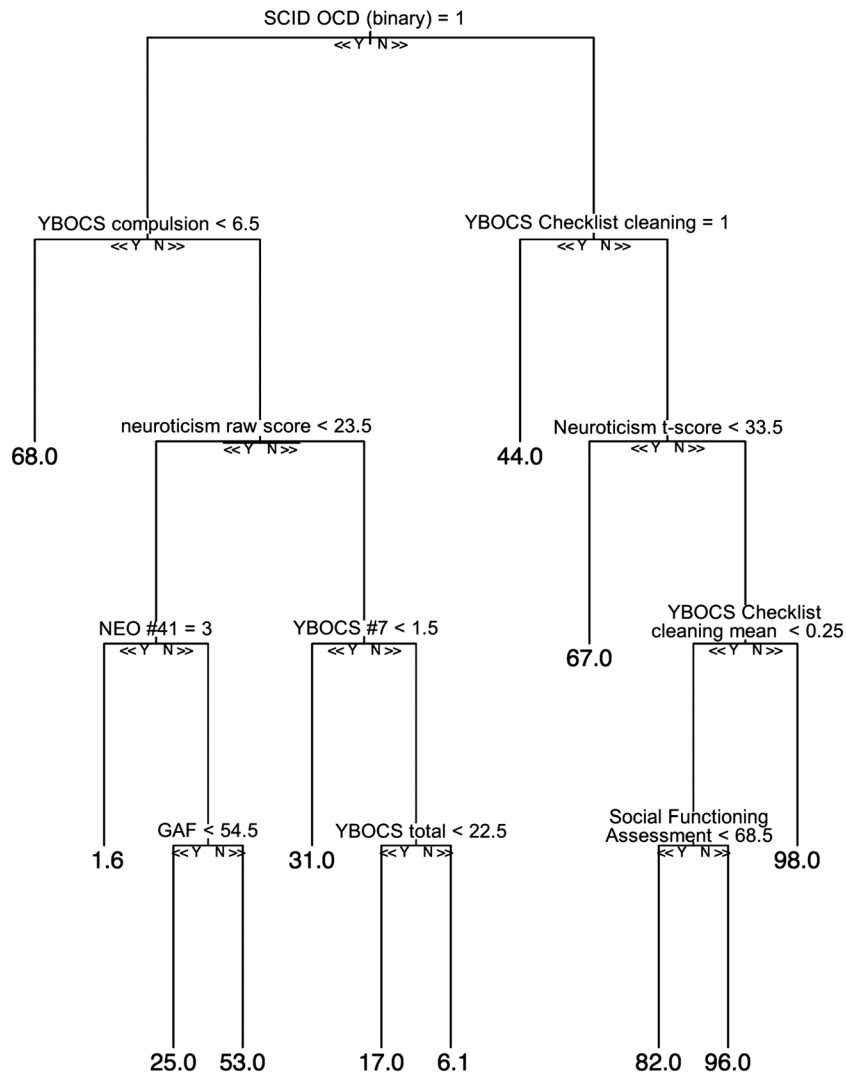 SCID OCD (binary) = 1
<< Y N >>
YBOCS compulsion < 6.5
YBOCS Checklist cleaning = 1
<< Y N >>
<< Y N >>
neuroticism raw score < 23.5
Neuroticism t-score < 33.5
68.0
<< Y N >>
44.0
<< Y N >>
NEO #41 = 3
YBOCS #7 < 1.5
YBOCS Checklist
cleaning mean < 0.25
<< Y N >>
<< Y N >>
67.0
<< Y N >>
GAF < 54.5
YBOCS total < 22.5
Social Functioning
Assessment < 68.5
1.6
<< Y N >>
31.0
<< Y N >>
<< Y N >>
98.0
25.0
53.0
17.0
6.1
82.0
96.0